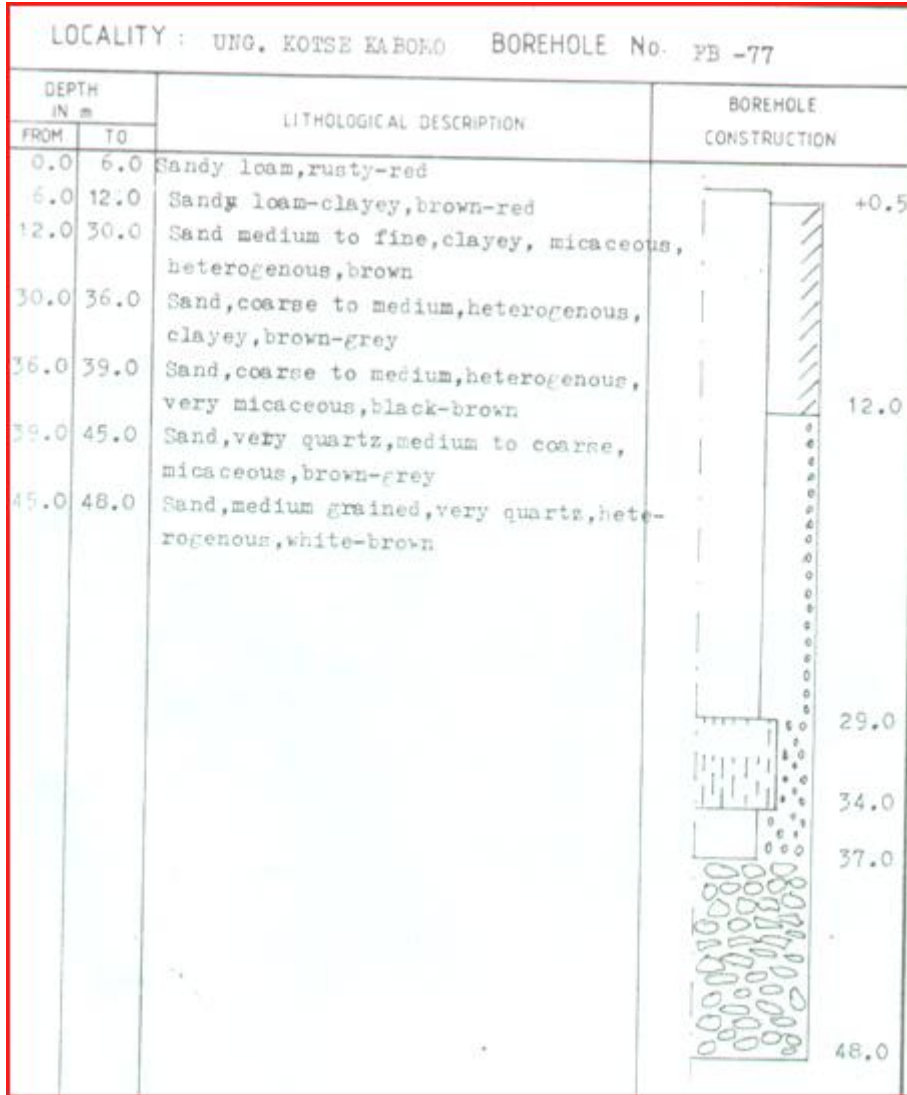 LOCALITY : UNG. KOTSE KABORO BOREHOLE No. PB -77
DEPTH
IN m
FROM TO
LITHOLOGICAL DESCRIPTION
BOREHOLE
CONSTRUCTION
0.0 6.0 Sandy loam,rusty-red
6.0 12.0 Sandy loam-clayey,brown-red
12.0 30.0 Sand medium to fine,clayey, micaceous,
heterogenous,brown
30.0 36.0 Sand,coarse to medium,heterogenous,
clayey,brown-grey
36.0 39.0 Sand,coarse to medium,heterogenous,
very micaceous,black-brown
39.0 45.0 Sand,very quartz,medium to coarse,
micaceous,brown-grey
45.0 48.0 Sand,medium grained,very quartz,hete-
rogenous,white-brown
+0.5
12.0
29.0
34.0
37.0
48.0